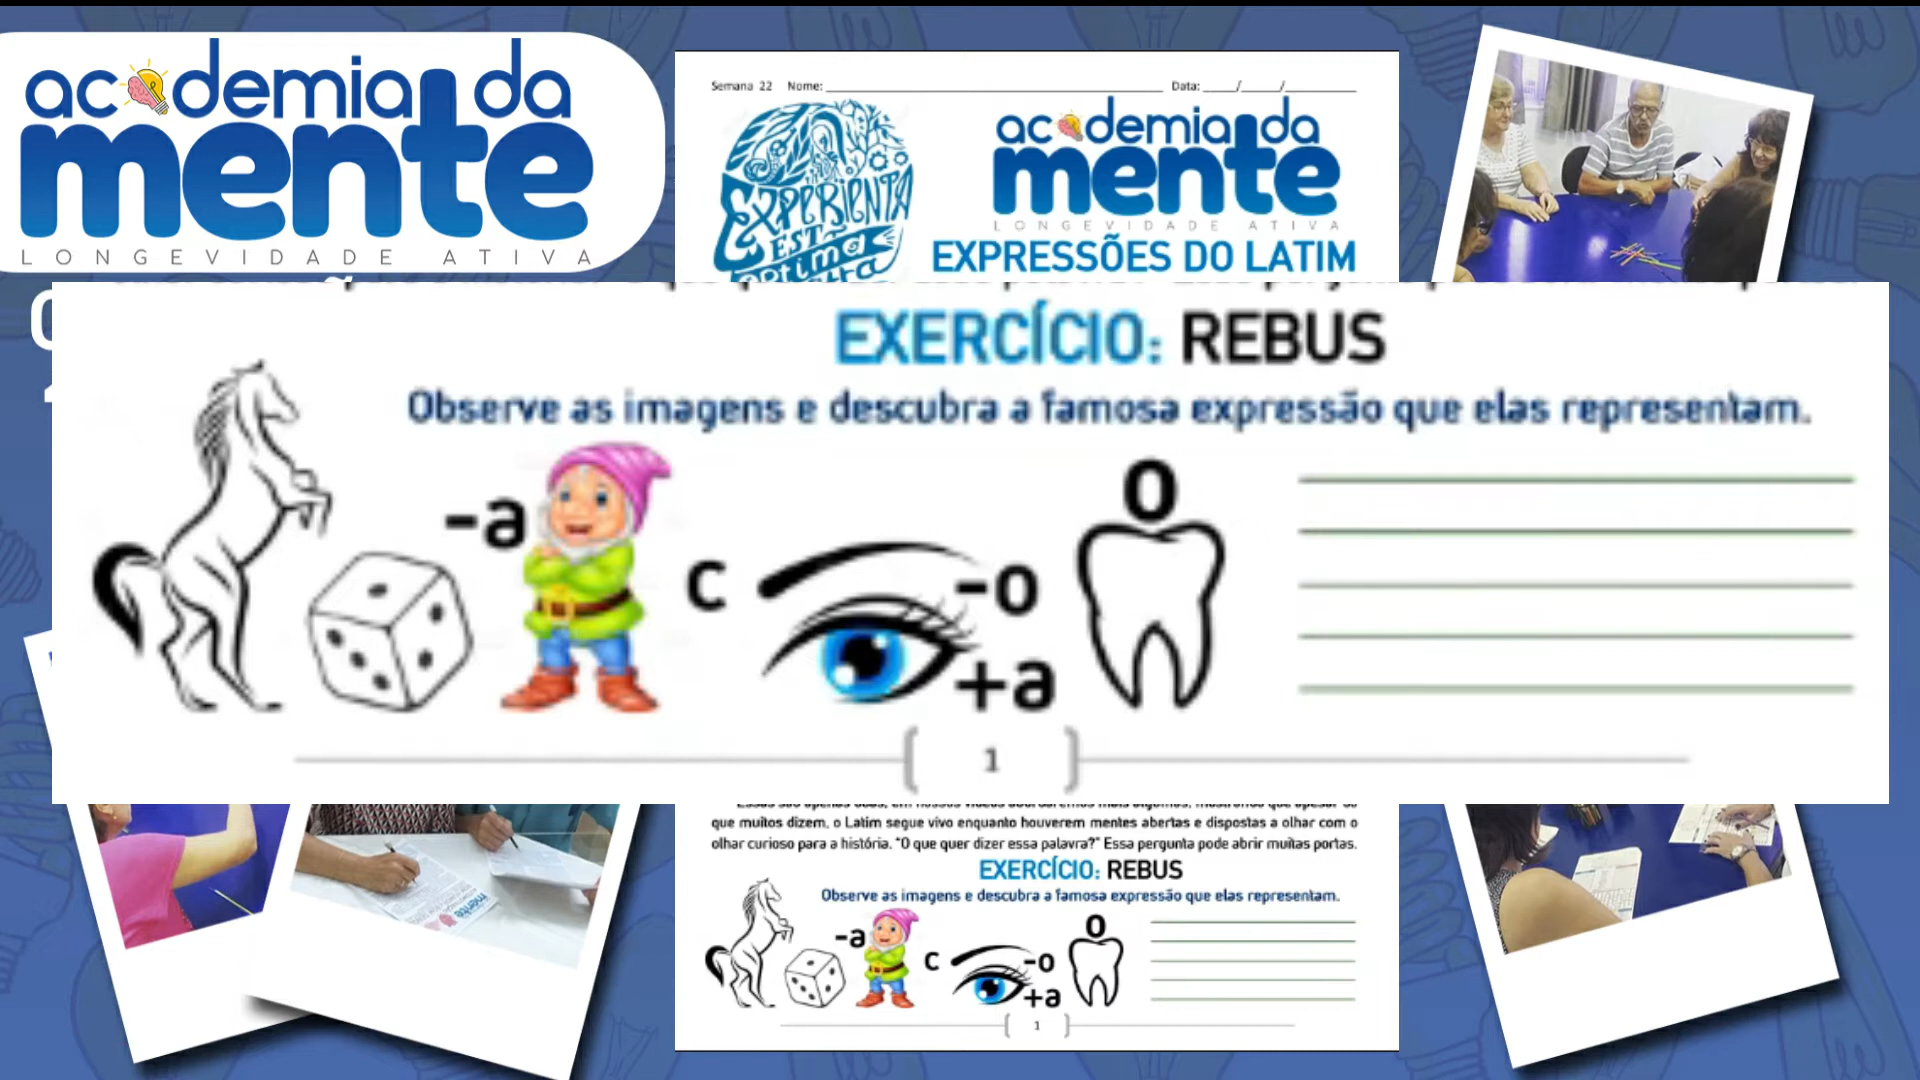 academia da
mente
LONGEVIDADE ATIVA
Semana 22 Nome: Data: / /
EXPERIENTA
EST
optima
academia da
mente
LONGEVIDADE ATIVA
EXPRESSÕES DO LATIM
EXERCÍCIO: REBUS
Observe as imagens e descubra a famosa expressão que elas representam.
-a
c
-o
+a
o
1
que muitos dizem, o Latim segue vivo enquanto houverem mentes abertas e dispostas a olhar com o
olhar curioso para a história. "O que quer dizer essa palavra?" Essa pergunta pode abrir muitas portas.
EXERCÍCIO: REBUS
Observe as imagens e descubra a famosa expressão que elas representam.
-a
c
-o
+a
o
1